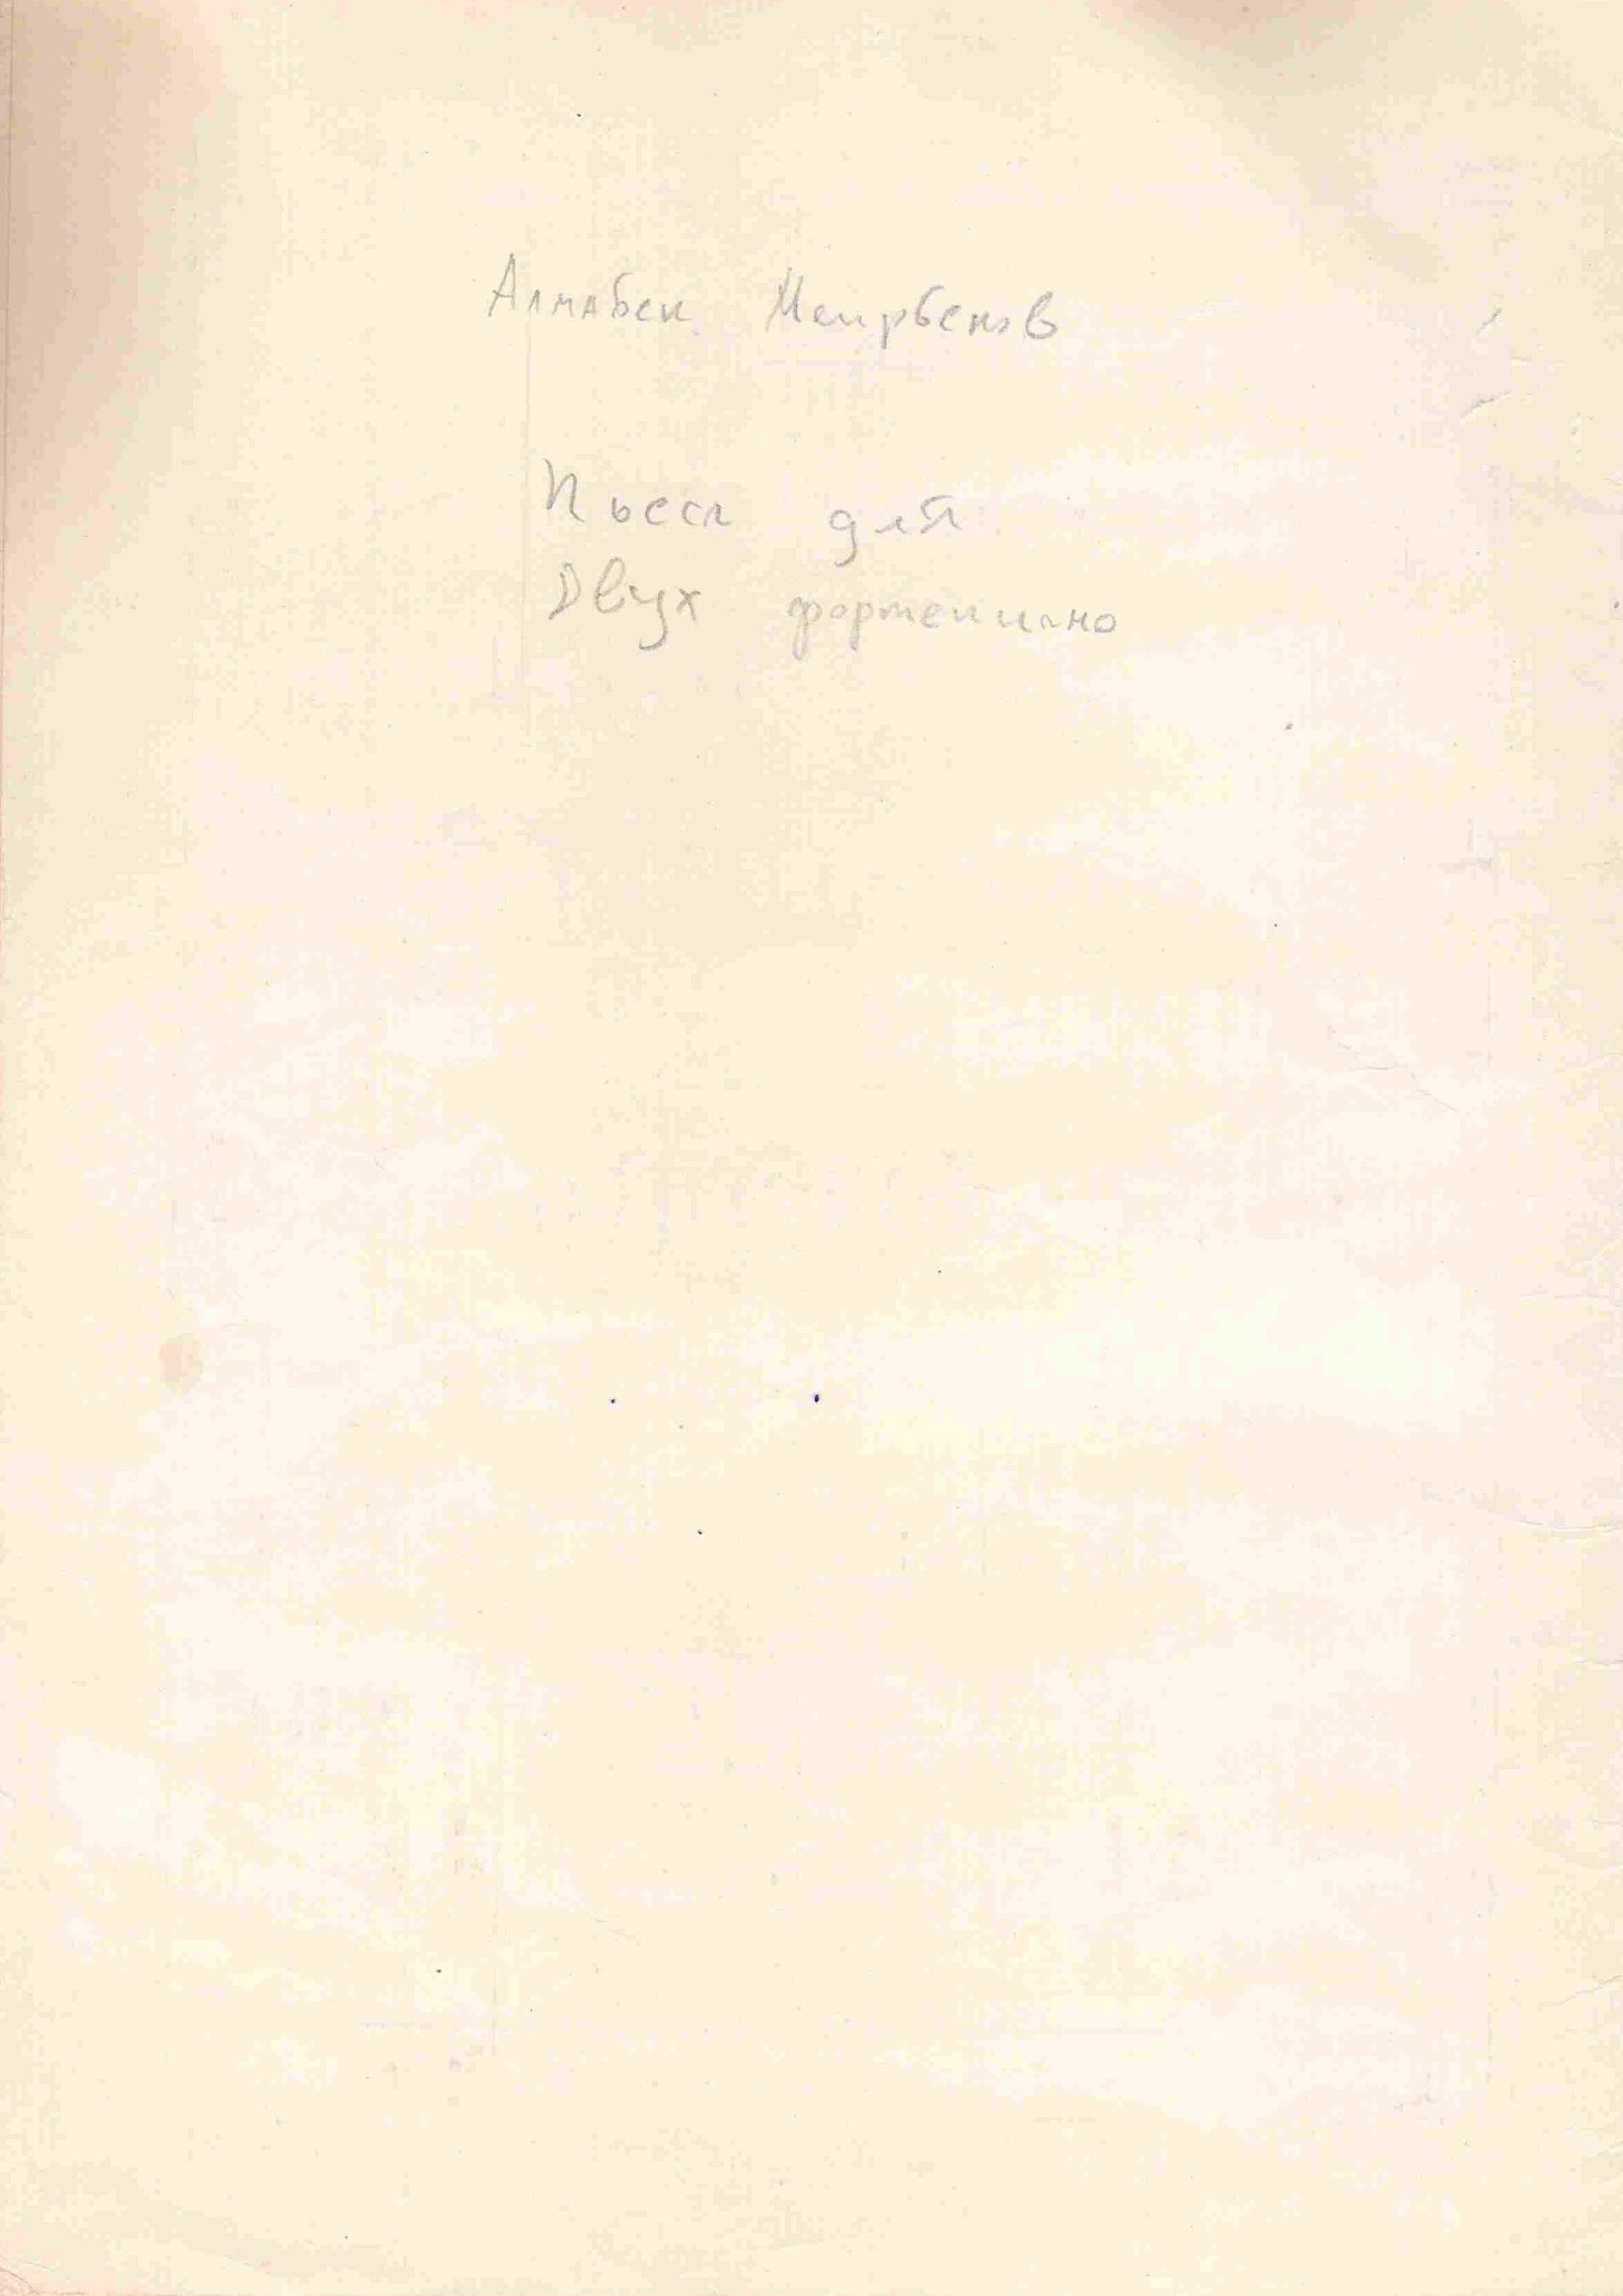 Алмабек Меирбеков
Пьеса для
Двух фортепиано